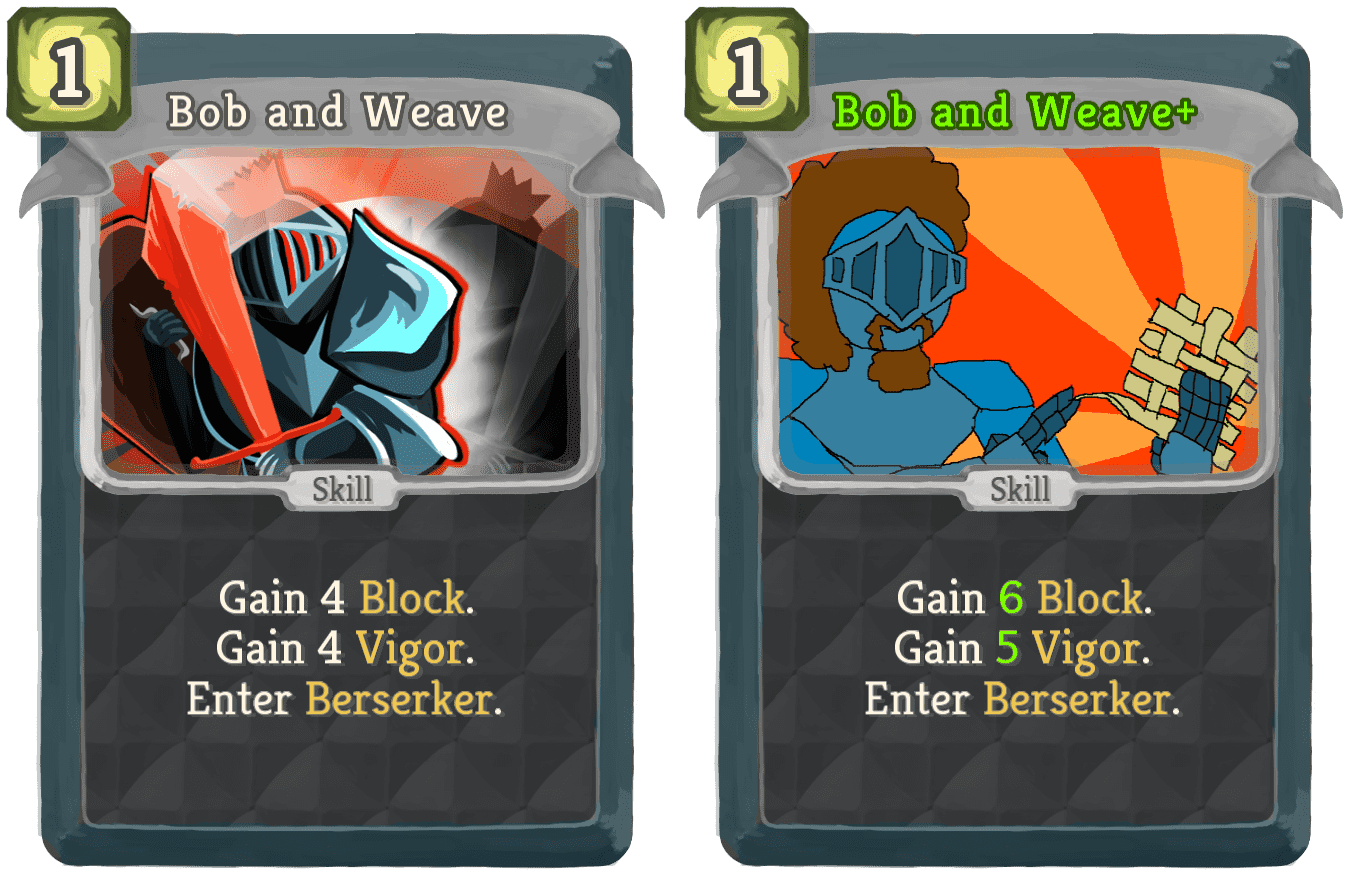 1
Bob and Weave
Skill
Gain 4 Block.
Gain 4 Vigor.
Enter Berserker.
1
Bob and Weave+
Skill
Gain 6 Block.
Gain 5 Vigor.
Enter Berserker.